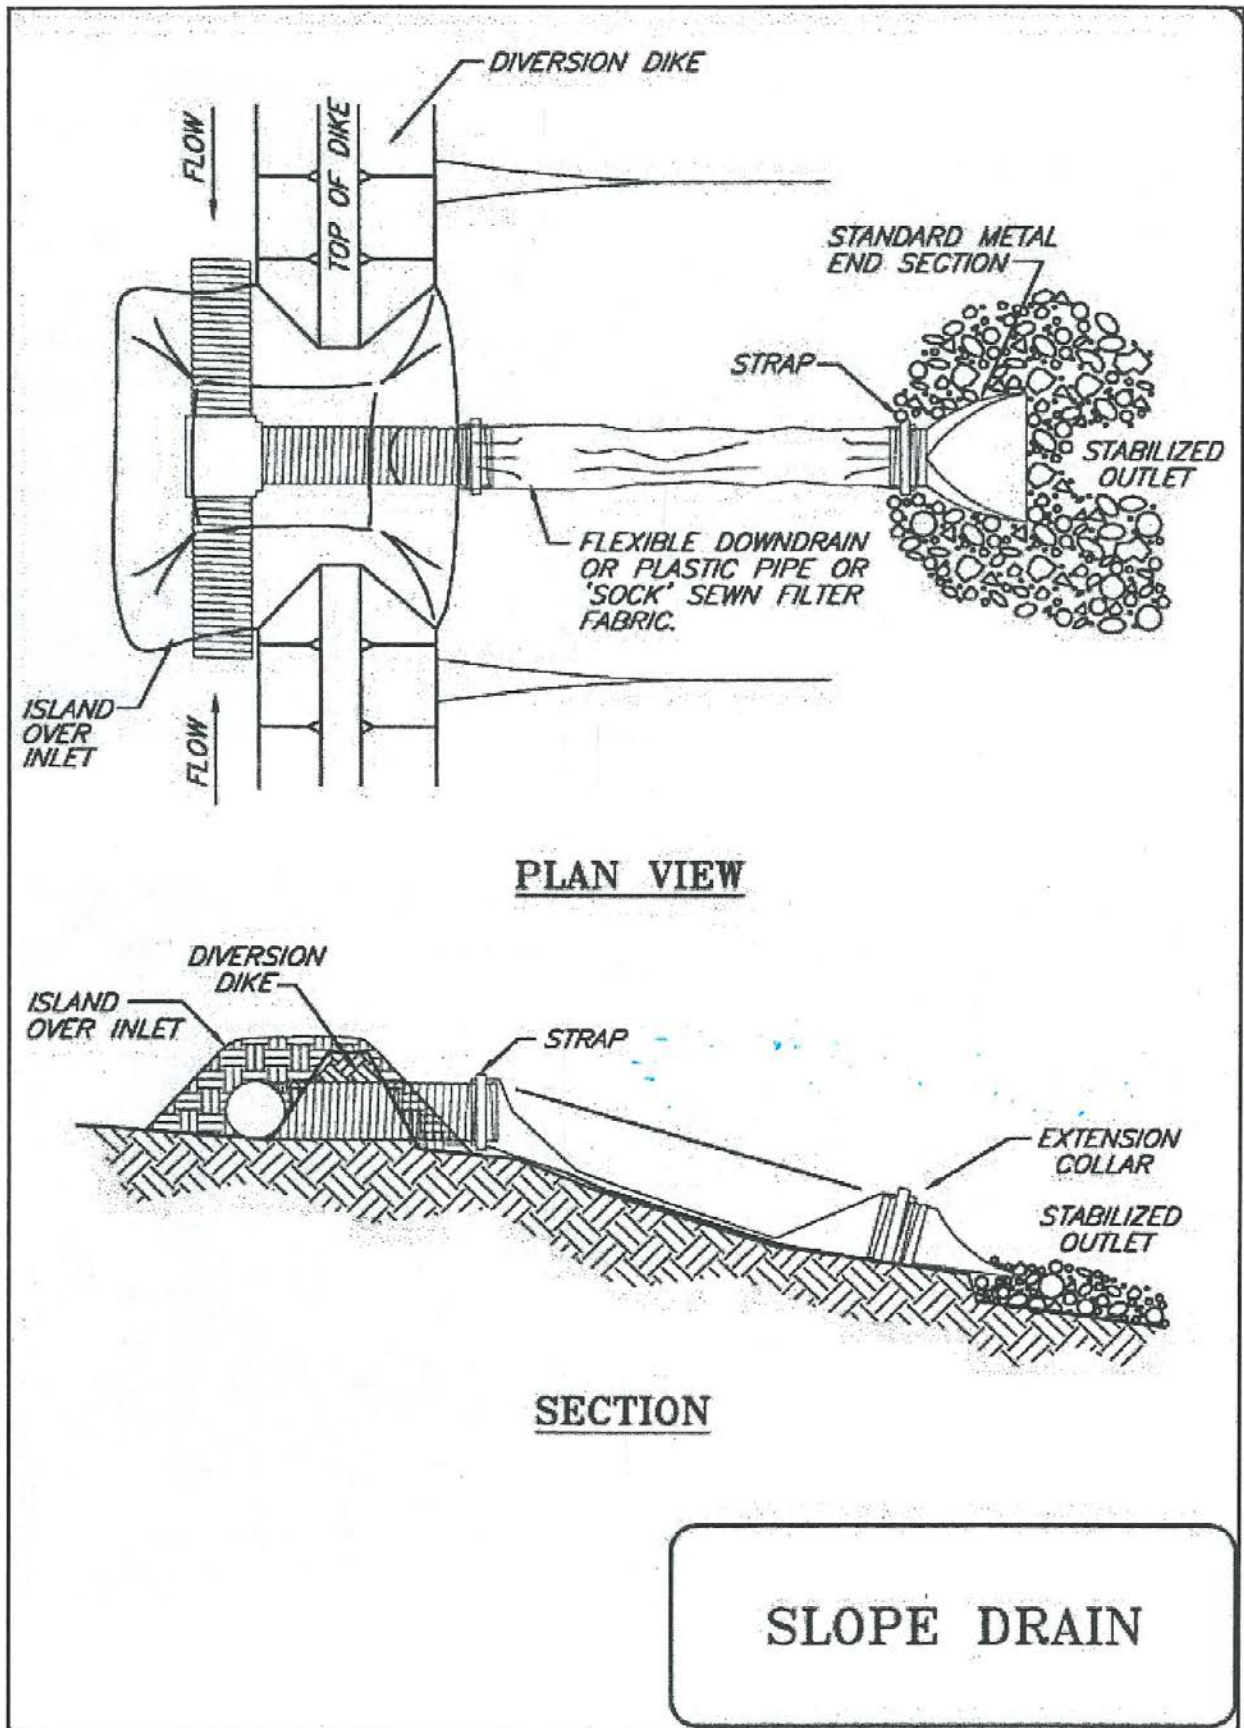 DIVERSION DIKE
FLOW
TOP OF DIKE
STANDARD METAL
END SECTION
STRAP
STABILIZED
OUTLET
FLEXIBLE DOWNDRAIN
OR PLASTIC PIPE OR
'SOCK' SEWN FILTER
FABRIC.
ISLAND
OVER
INLET
FLOW
PLAN VIEW
DIVERSION
DIKE
ISLAND
OVER INLET
STRAP
EXTENSION
COLLAR
STABILIZED
OUTLET
SECTION
SLOPE DRAIN